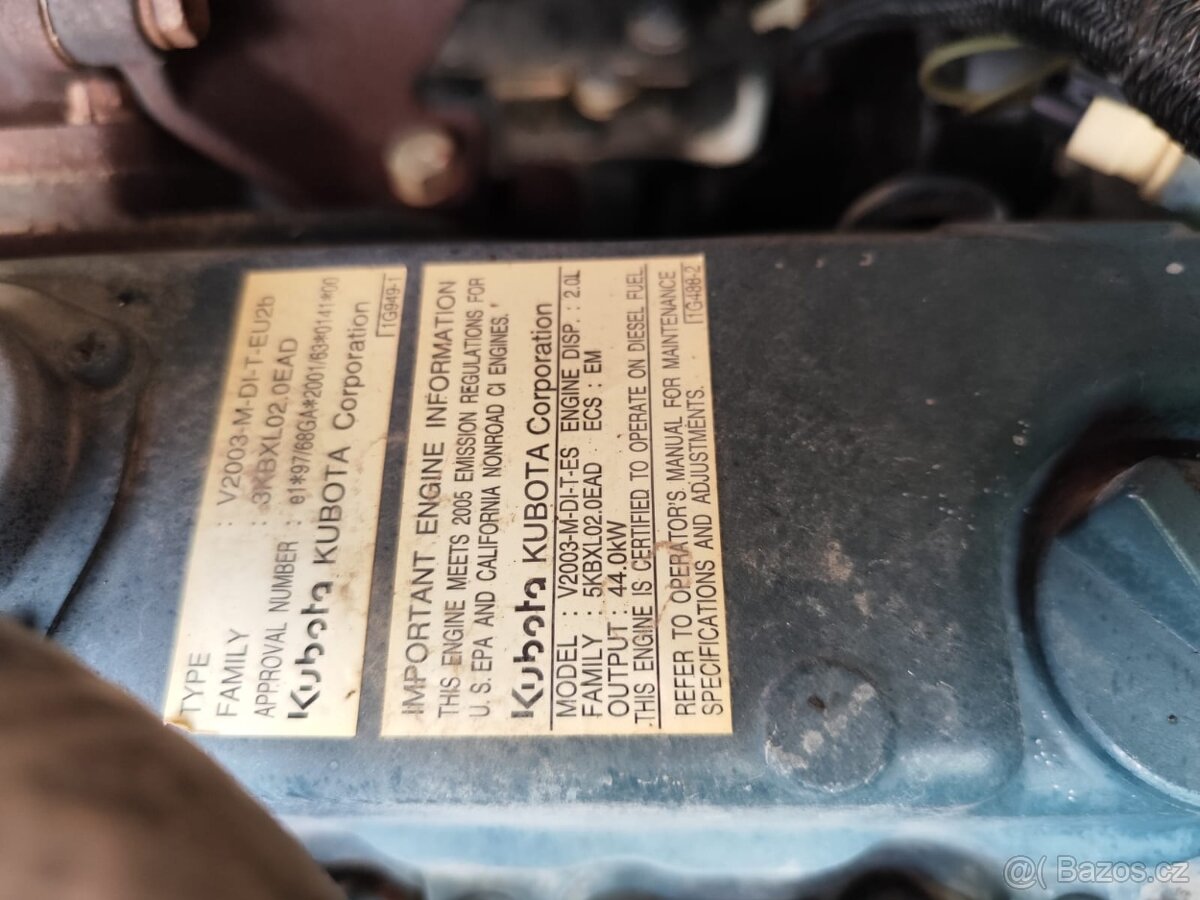 TYPE : V2003-M-DI-T-EU2b
FAMILY : 3KBXL02.0EAD
APPROVAL NUMBER : e1*97/68GA*2001/63*0141*00
Kubota KUBOTA Corporation
1G949-1
IMPORTANT ENGINE INFORMATION
THIS ENGINE MEETS 2005 EMISSION REGULATIONS FOR
U. S. EPA AND CALIFORNIA NONROAD CI ENGINES.
Kubota KUBOTA Corporation
MODEL : V2003-M-DI-T-ES ENGINE DISP. : 2.0L
FAMILY : 5KBXL02.0EAD ECS : EM
OUTPUT : 44.0kW
THIS ENGINE IS CERTIFIED TO OPERATE ON DIESEL FUEL.
REFER TO OPERATOR'S MANUAL FOR MAINTENANCE
SPECIFICATIONS AND ADJUSTMENTS.
1G488-2
@( Bazos.cz